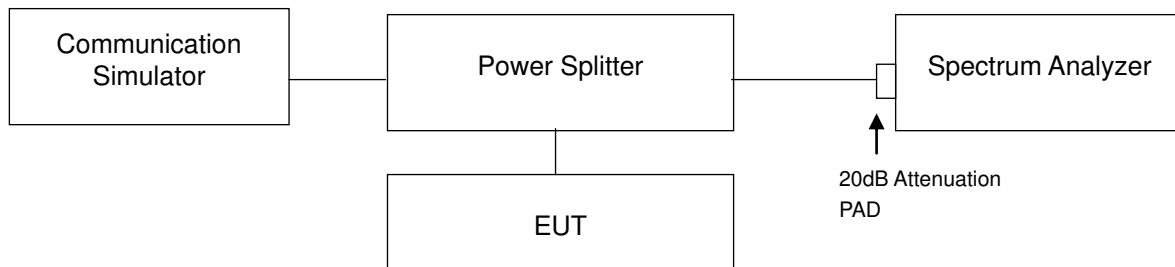 Communication
Simulator
Power Splitter
Spectrum Analyzer
20dB Attenuation
PAD
EUT